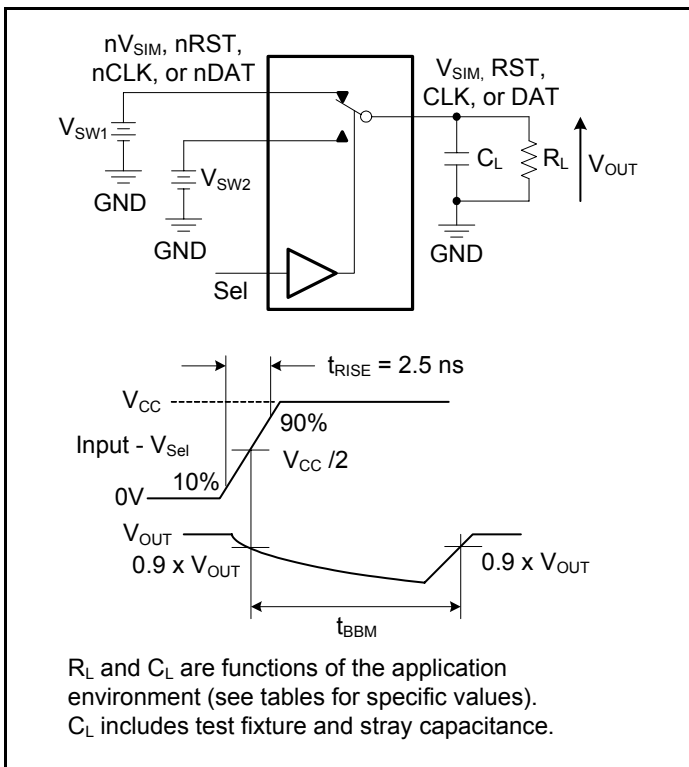 nV_SIM, nRST,
nCLK, or nDAT
V_SIM, RST,
CLK, or DAT
V_SW1
GND
V_SW2
GND
Sel
C_L
R_L
V_OUT
GND
t_RISE = 2.5 ns
V_CC
90%
Input - V_Sel
V_CC /2
10%
0V
V_OUT
0.9 x V_OUT
0.9 x V_OUT
t_BBM
R_L and C_L are functions of the application
environment (see tables for specific values).
C_L includes test fixture and stray capacitance.